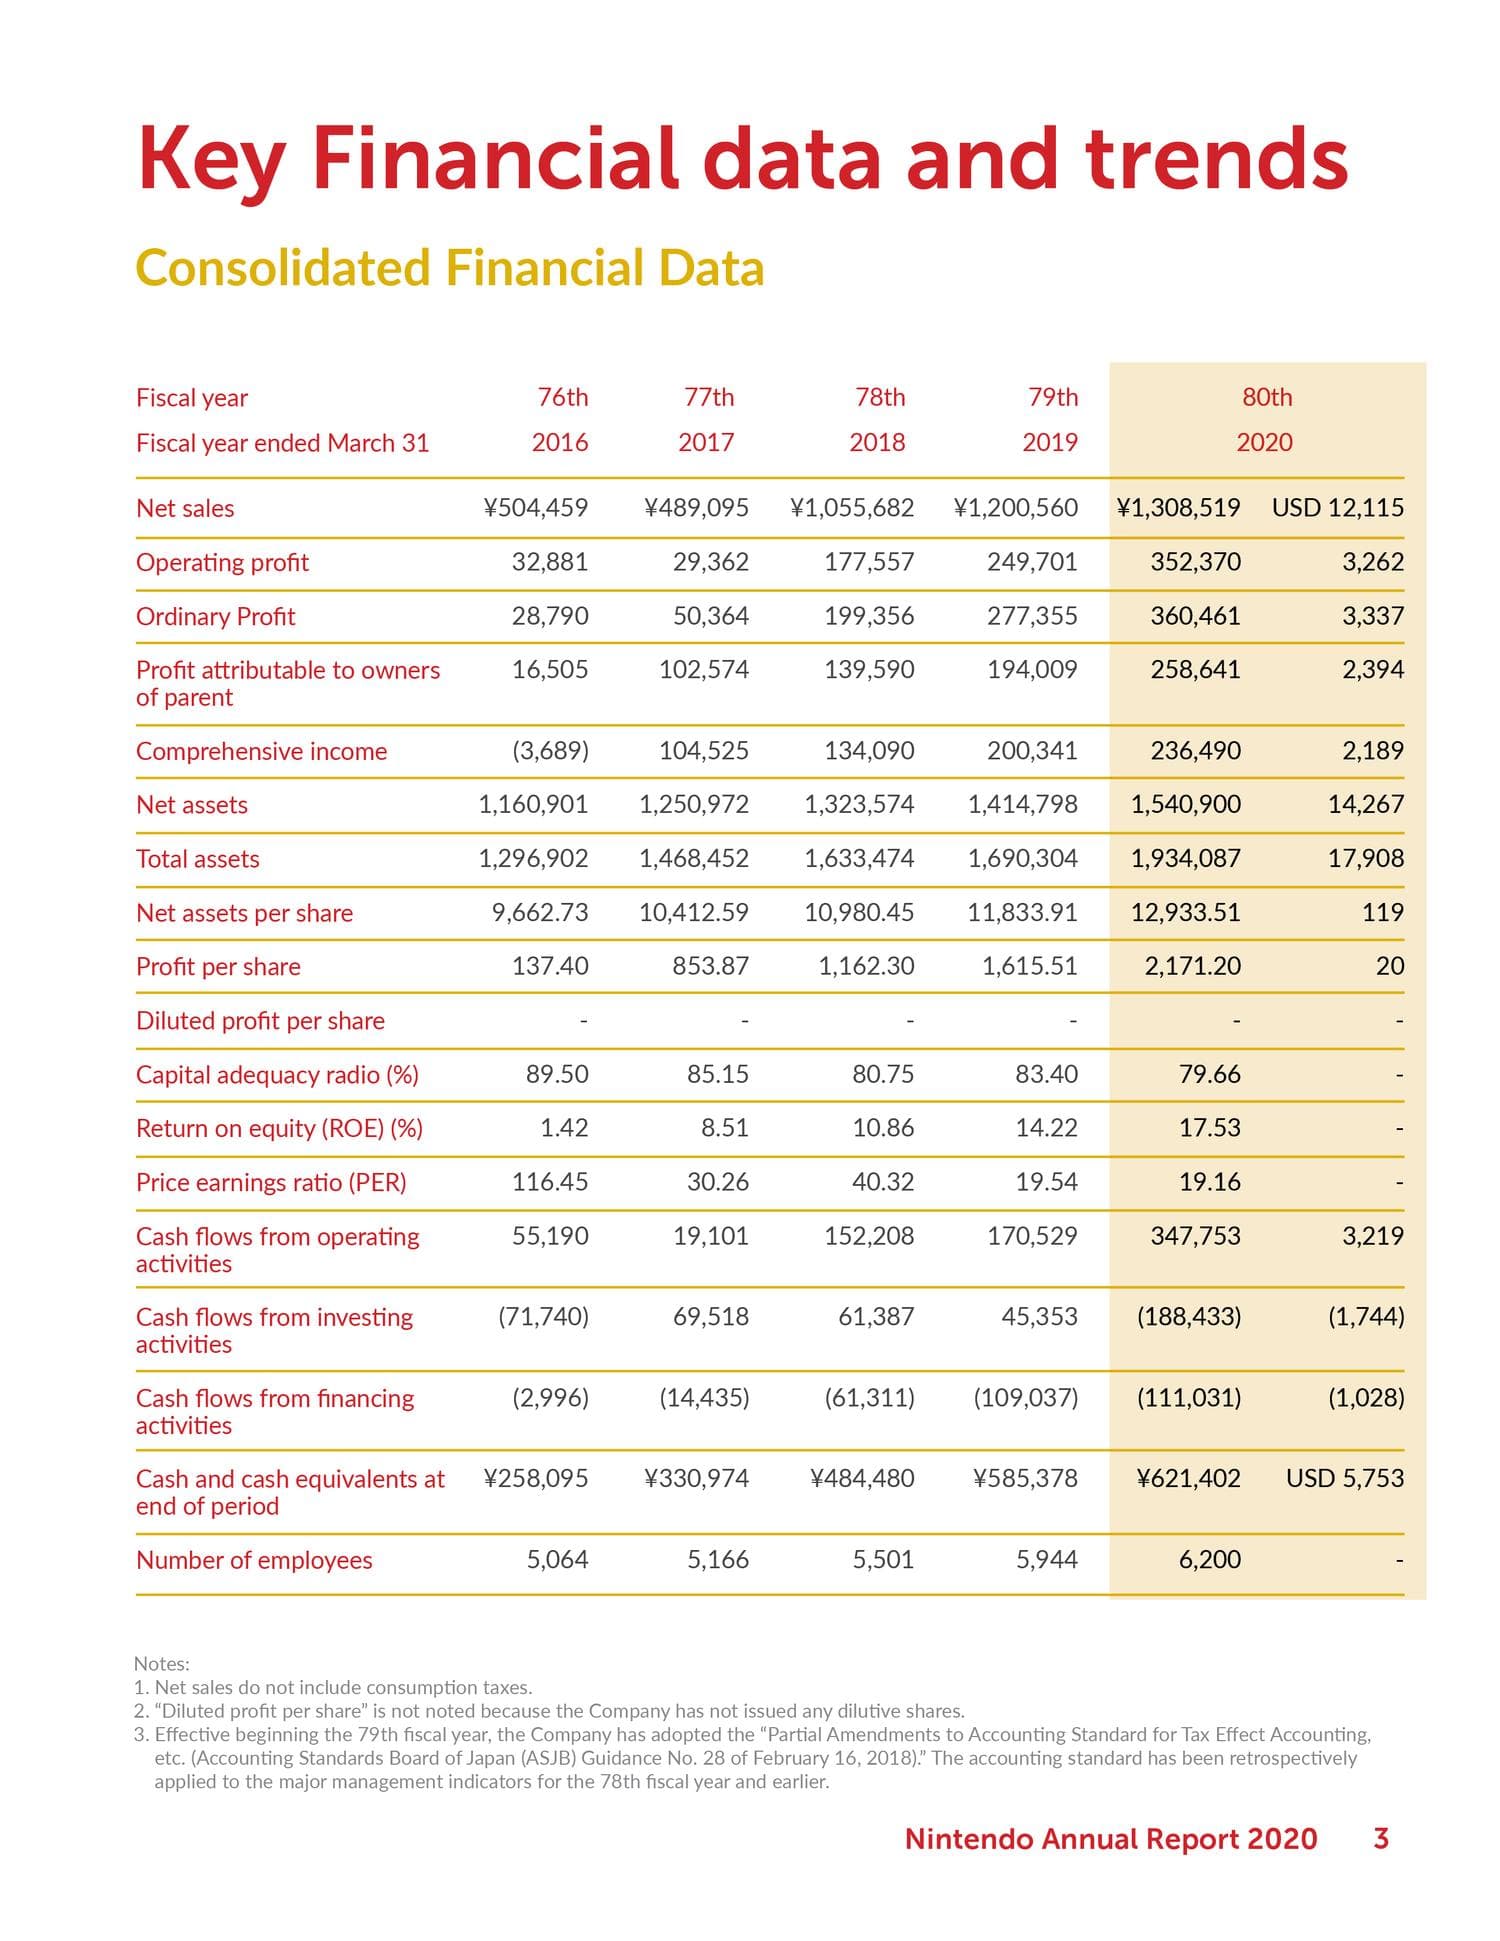 Key Financial data and trends
Consolidated Financial Data
Fiscal year 76th 77th 78th 79th 80th
Fiscal year ended March 31 2016 2017 2018 2019 2020
Net sales ¥504,459 ¥489,095 ¥1,055,682 ¥1,200,560 ¥1,308,519 USD 12,115
Operating profit 32,881 29,362 177,557 249,701 352,370 3,262
Ordinary Profit 28,790 50,364 199,356 277,355 360,461 3,337
Profit attributable to owners 16,505 102,574 139,590 194,009 258,641 2,394
of parent
Comprehensive income (3,689) 104,525 134,090 200,341 236,490 2,189
Net assets 1,160,901 1,250,972 1,323,574 1,414,798 1,540,900 14,267
Total assets 1,296,902 1,468,452 1,633,474 1,690,304 1,934,087 17,908
Net assets per share 9,662.73 10,412.59 10,980.45 11,833.91 12,933.51 119
Profit per share 137.40 853.87 1,162.30 1,615.51 2,171.20 20
Diluted profit per share - - - - - -
Capital adequacy radio (%) 89.50 85.15 80.75 83.40 79.66 -
Return on equity (ROE) (%) 1.42 8.51 10.86 14.22 17.53 -
Price earnings ratio (PER) 116.45 30.26 40.32 19.54 19.16 -
Cash flows from operating 55,190 19,101 152,208 170,529 347,753 3,219
activities
Cash flows from investing (71,740) 69,518 61,387 45,353 (188,433) (1,744)
activities
Cash flows from financing (2,996) (14,435) (61,311) (109,037) (111,031) (1,028)
activities
Cash and cash equivalents at ¥258,095 ¥330,974 ¥484,480 ¥585,378 ¥621,402 USD 5,753
end of period
Number of employees 5,064 5,166 5,501 5,944 6,200 -
Notes:
1. Net sales do not include consumption taxes.
2. “Diluted profit per share” is not noted because the Company has not issued any dilutive shares.
3. Effective beginning the 79th fiscal year, the Company has adopted the “Partial Amendments to Accounting Standard for Tax Effect Accounting,
etc. (Accounting Standards Board of Japan (ASJB) Guidance No. 28 of February 16, 2018).” The accounting standard has been retrospectively
applied to the major management indicators for the 78th fiscal year and earlier.
Nintendo Annual Report 2020 3